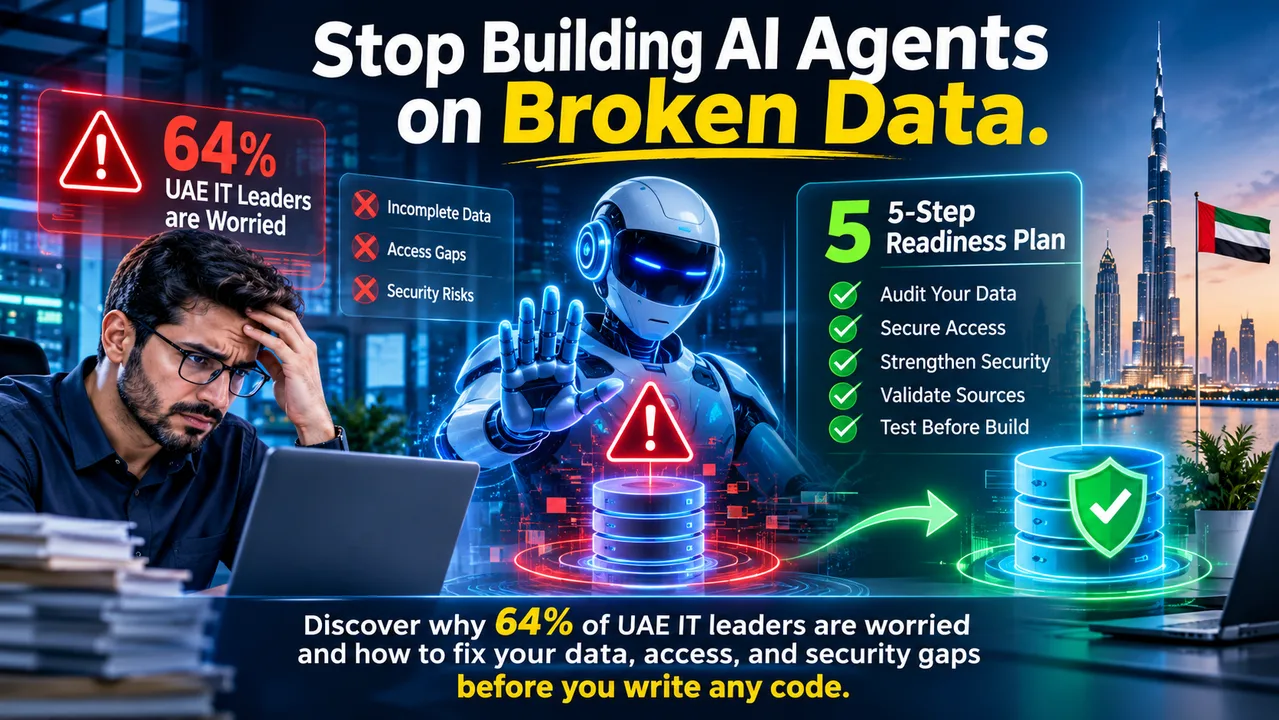 Stop Building AI Agents
on Broken Data.
64%
UAE IT Leaders
are Worried
Incomplete Data
Access Gaps
Security Risks
5
5-Step
Readiness Plan
Audit Your Data
Secure Access
Strengthen Security
Validate Sources
Test Before Build
Discover why 64% of UAE IT leaders are worried
and how to fix your data, access, and security gaps
before you write any code.